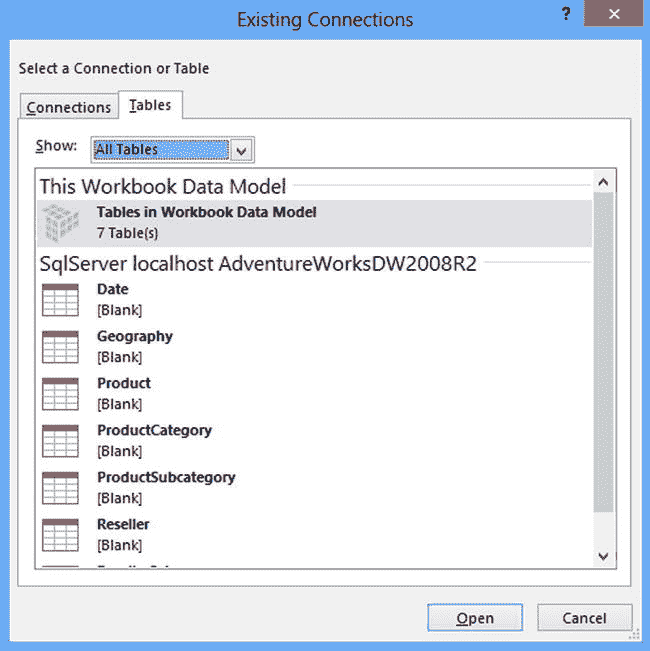 Existing Connections
?
Select a Connection or Table
Connections
Tables
Show:
All Tables
This Workbook Data Model
Tables in Workbook Data Model
7 Table(s)
SqlServer localhost AdventureWorksDW2008R2
Date
[Blank]
Geography
[Blank]
Product
[Blank]
ProductCategory
[Blank]
ProductSubcategory
[Blank]
Reseller
[Blank]
Open
Cancel